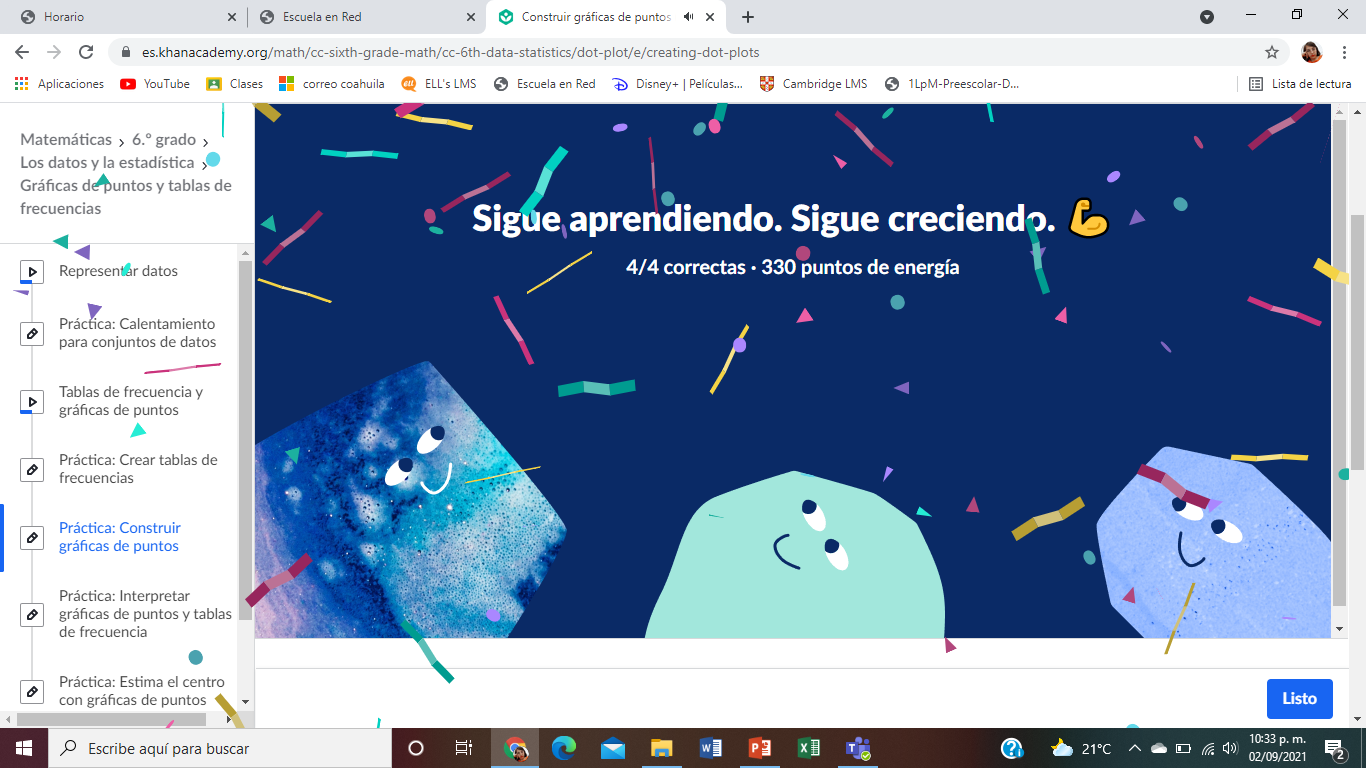 Horario
Escuela en Red
Construir gráficas de puntos
es.khanacademy.org/math/cc-sixth-grade-math/cc-6th-data-statistics/dot-plot/e/creating-dot-plots
Aplicaciones
YouTube
Clases
correo coahuila
ELL's LMS
Escuela en Red
Disney+ | Películas...
Cambridge LMS
1LpM-Preescolar-D...
Lista de lectura
Matemáticas > 6.º grado >
Los datos y la estadística >
Gráficas de puntos y tablas de
frecuencias
Representar datos
Práctica: Calentamiento
para conjuntos de datos
Tablas de frecuencia y
gráficas de puntos
Práctica: Crear tablas de
frecuencias
Práctica: Construir
gráficas de puntos
Práctica: Interpretar
gráficas de puntos y tablas
de frecuencia
Práctica: Estima el centro
con gráficas de puntos
Sigue aprendiendo. Sigue creciendo. 💪
4/4 correctas · 330 puntos de energía
Listo
Escribe aquí para buscar
21°C
10:33 p. m.
02/09/2021
2